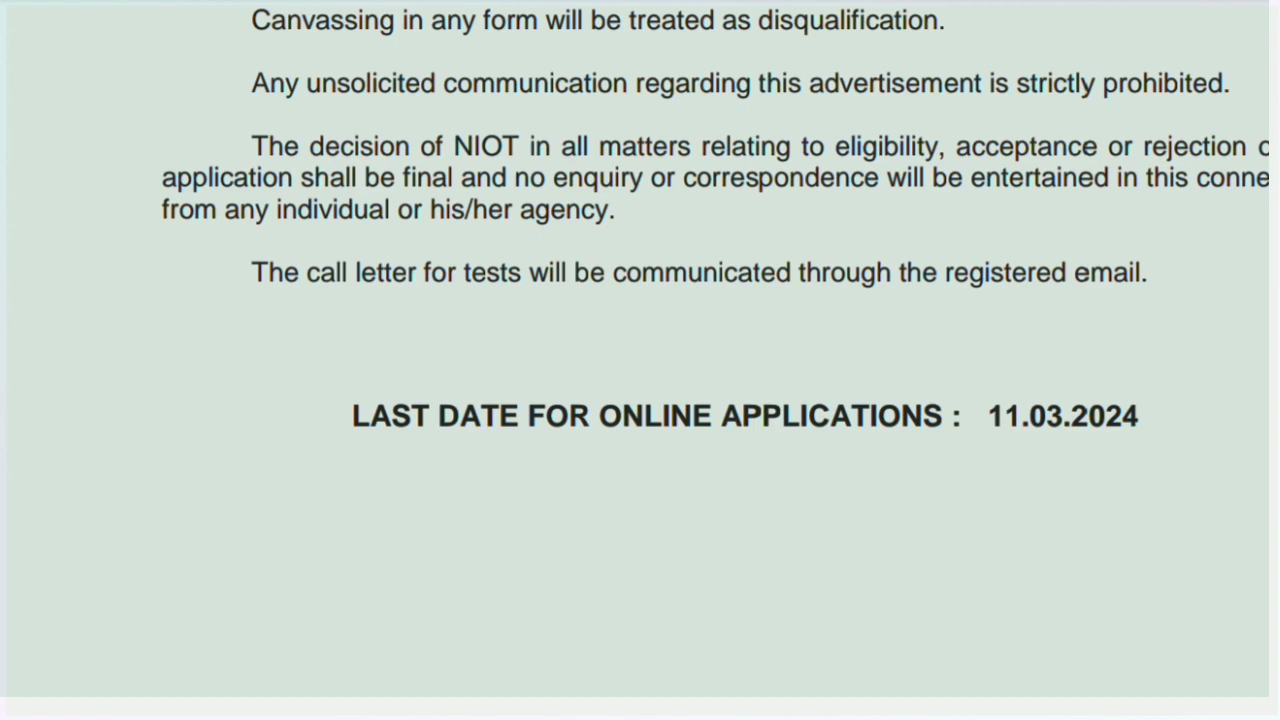 Canvassing in any form will be treated as disqualification.
Any unsolicited communication regarding this advertisement is strictly prohibited.
The decision of NIOT in all matters relating to eligibility, acceptance or rejection
application shall be final and no enquiry or correspondence will be entertained in this conne
from any individual or his/her agency.
The call letter for tests will be communicated through the registered email.
LAST DATE FOR ONLINE APPLICATIONS : 11.03.2024